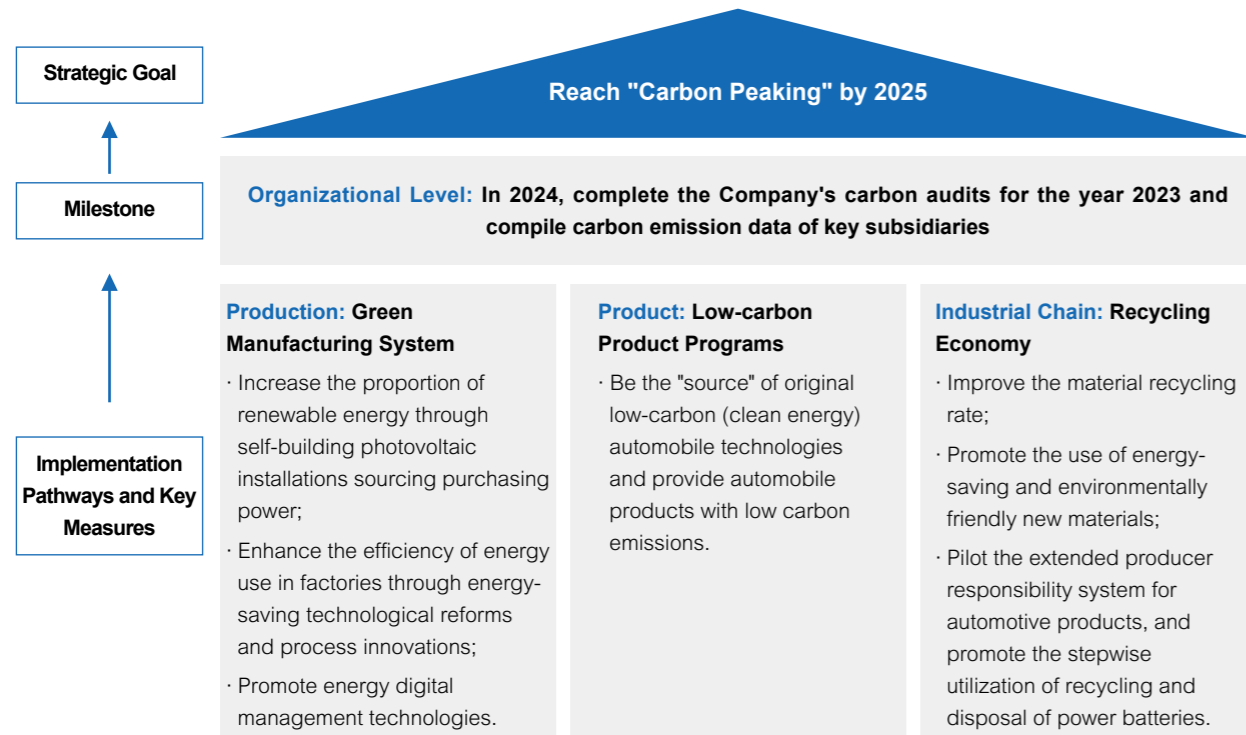 Strategic Goal
Reach "Carbon Peaking" by 2025
Milestone
Organizational Level: In 2024, complete the Company's carbon audits for the year 2023 and
compile carbon emission data of key subsidiaries
Implementation
Pathways and Key
Measures
Production: Green
Manufacturing System
· Increase the proportion of
renewable energy through
self-building photovoltaic
installations sourcing purchasing
power;
· Enhance the efficiency of energy
use in factories through energy-
saving technological reforms
and process innovations;
· Promote energy digital
management technologies.
Product: Low-carbon
Product Programs
· Be the "source" of original
low-carbon (clean energy)
automobile technologies
and provide automobile
products with low carbon
emissions.
Industrial Chain: Recycling
Economy
· Improve the material recycling
rate;
· Promote the use of energy-
saving and environmentally
friendly new materials;
· Pilot the extended producer
responsibility system for
automotive products, and
promote the stepwise
utilization of recycling and
disposal of power batteries.